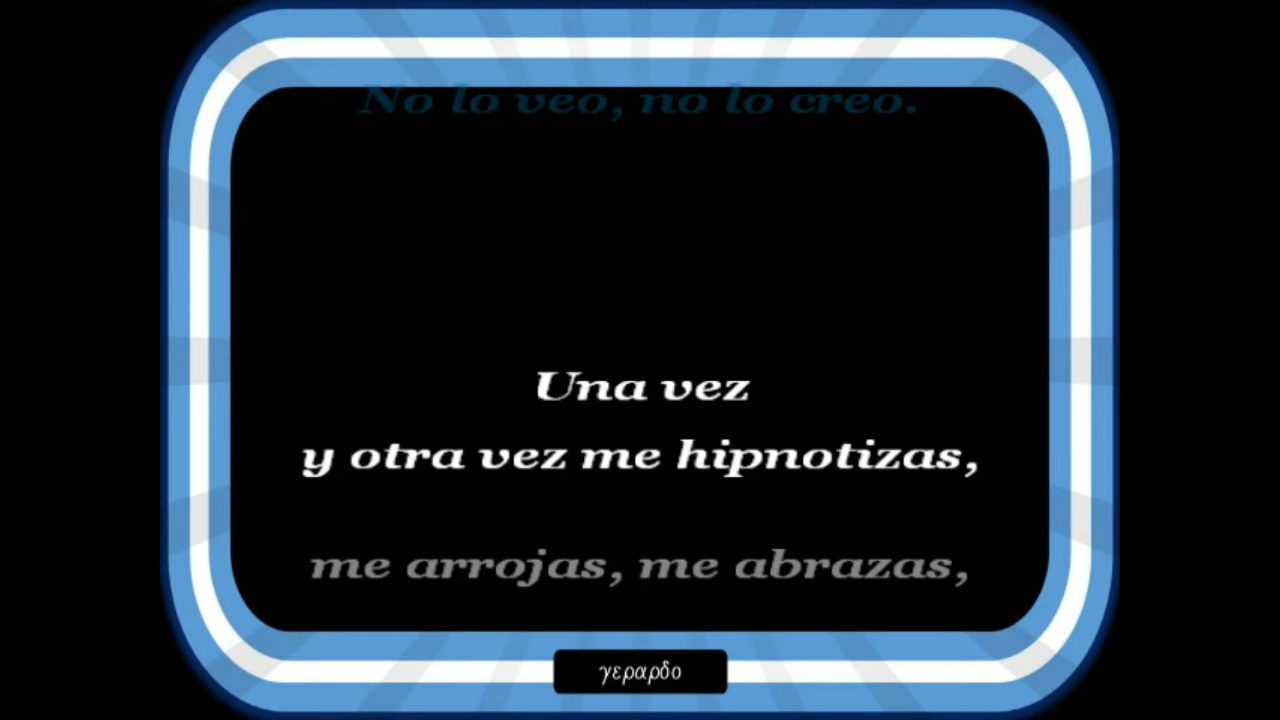 No lo veo, no lo creo.
Una vez
y otra vez me hipnotizas,
me arrojas, me abrazas,
γεραρδο